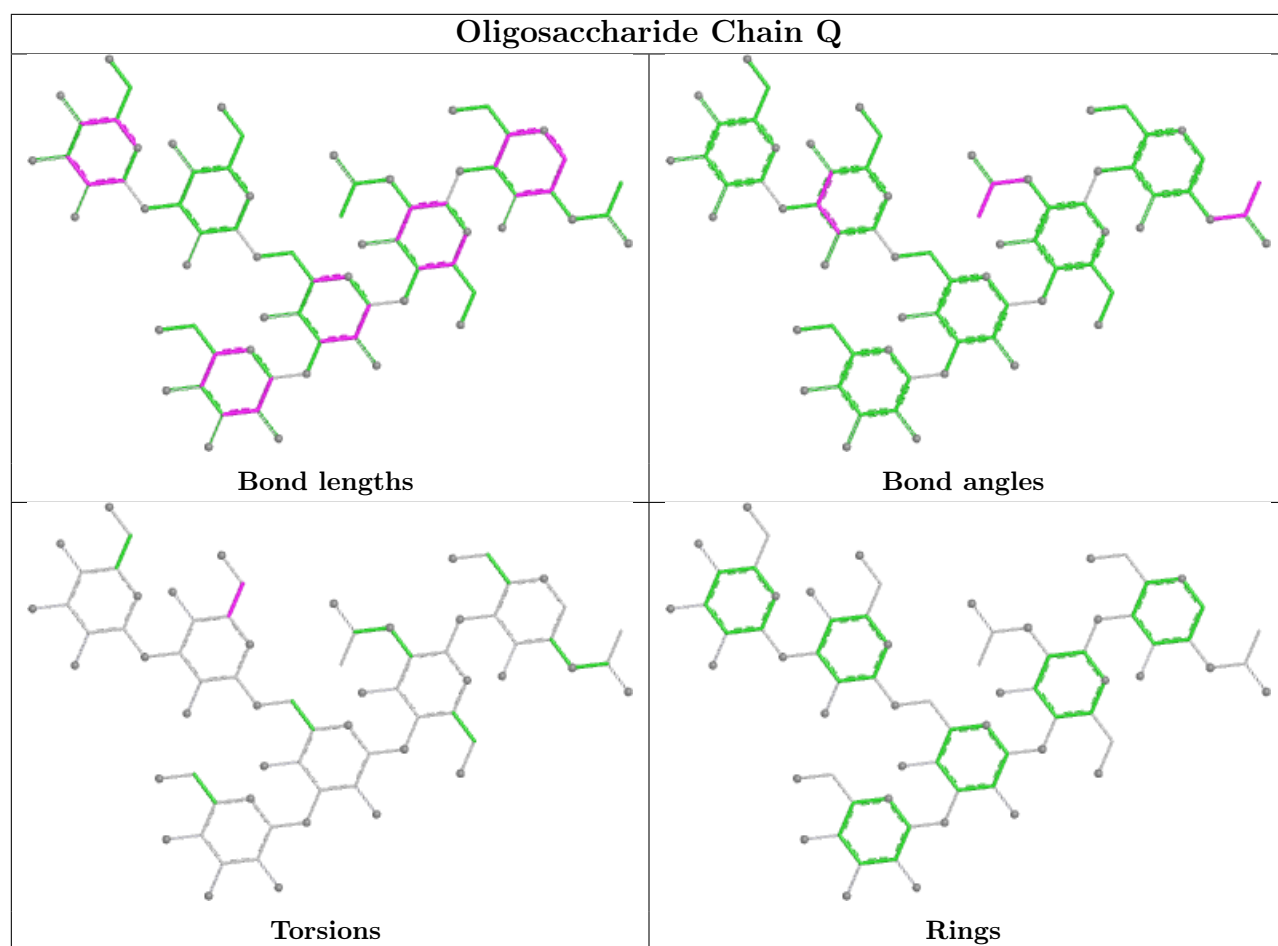 Oligosaccharide Chain Q
Bond lengths
Bond angles
Torsions
Rings